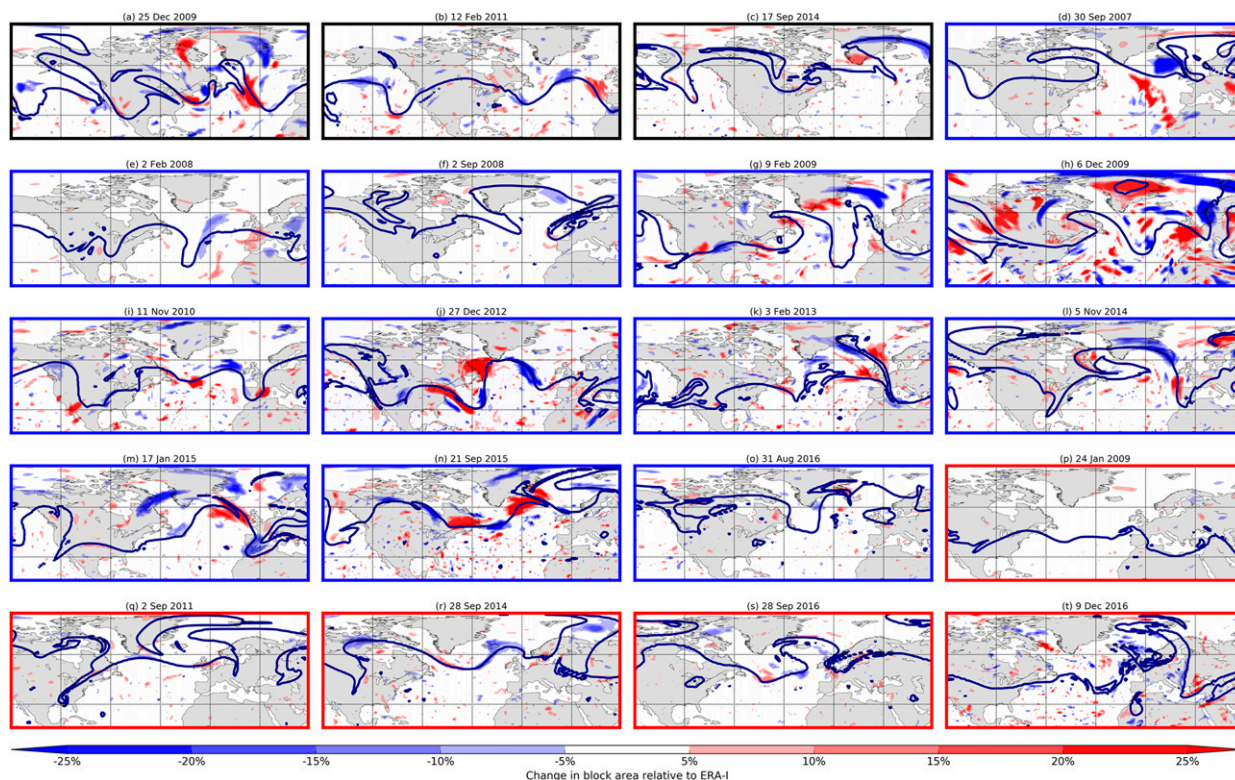 (a) 25 Dec 2009
(b) 12 Feb 2011
(c) 17 Sep 2014
(d) 30 Sep 2007
(e) 2 Feb 2008
(f) 2 Sep 2008
(g) 9 Feb 2009
(h) 6 Dec 2009
(i) 11 Nov 2010
(j) 27 Dec 2012
(k) 3 Feb 2013
(l) 5 Nov 2014
(m) 17 Jan 2015
(n) 21 Sep 2015
(o) 31 Aug 2016
(p) 24 Jan 2009
(q) 2 Sep 2011
(r) 28 Sep 2014
(s) 28 Sep 2016
(t) 9 Dec 2016
-25% -20% -15% -10% -5% 5% 10% 15% 20% 25%
Change in block area relative to ERA-I